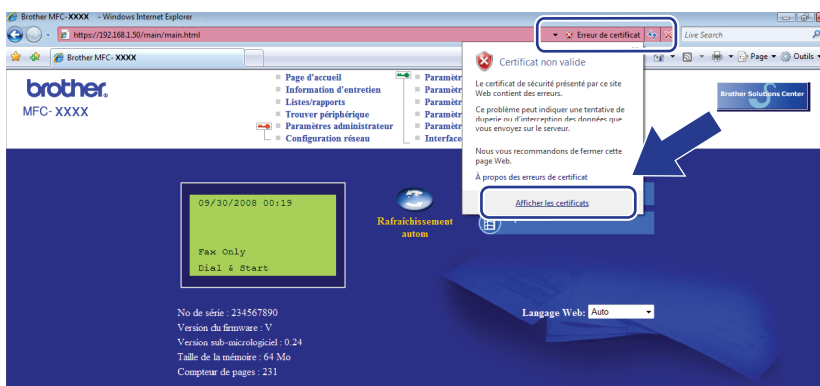 Brother MFC-XXXX - Windows Internet Explorer
https://192.168.1.50/main/main.html
Erreur de certificat
Live Search
Brother MFC- XXXX
Page
Outils
brother.
MFC- XXXX
Page d'accueil
Information d'entretien
Listes/rapports
Trouver périphérique
Paramètres administrateur
Configuration réseau
Paramètr
Paramètr
Paramètr
Paramètr
Paramètr
Interface
Certificat non valide
Le certificat de sécurité présenté par ce site
Web contient des erreurs.
Ce problème peut indiquer une tentative de
duperie ou d'interception des données que
vous envoyez sur le serveur.
Nous vous recommandons de fermer cette
page Web.
À propos des erreurs de certificat
Afficher les certificats
Brother Solutions Center
09/30/2008 00:19
Fax Only
Dial & Start
Rafraîchissement
autom
No de série : 234567890
Version du firmware : V
Version sub-micrologiciel : 0.24
Taille de la mémoire : 64 Mo
Compteur de pages : 231
Langage Web: Auto